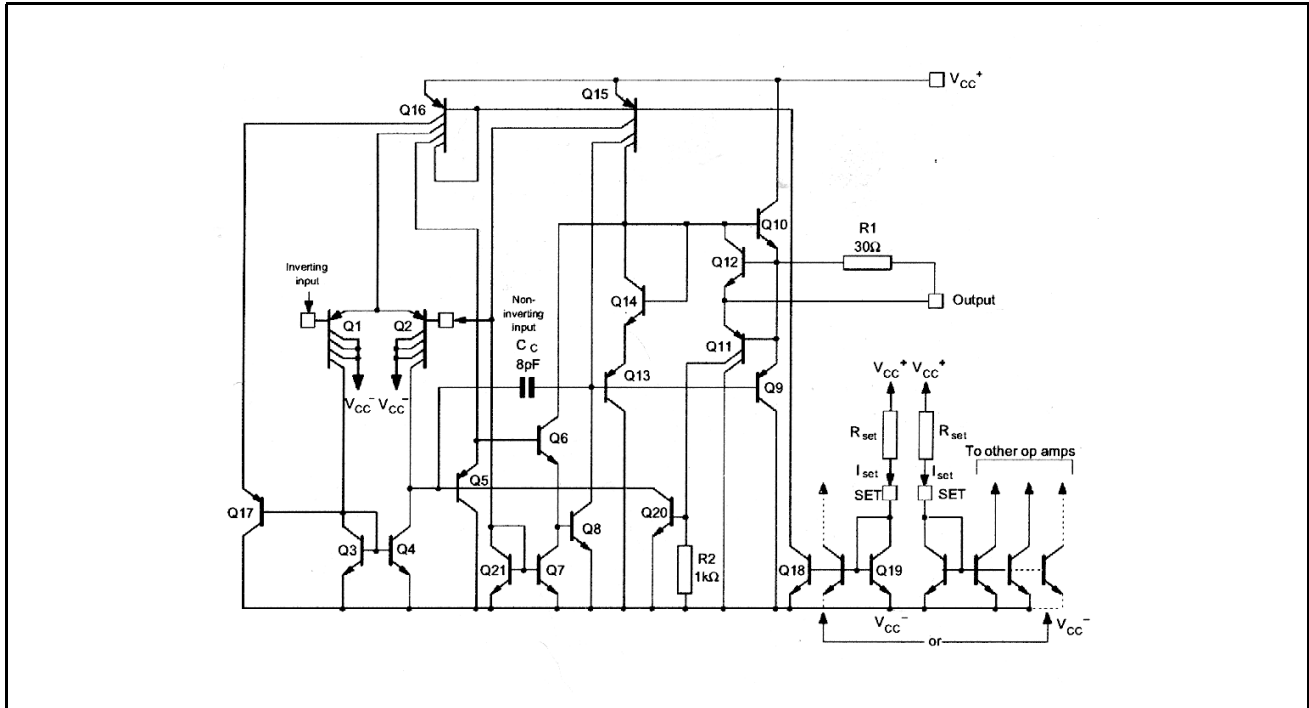 VCC+
Q16
Q15
Q10
R1
30Ω
Q12
Inverting
input
Q14
Output
Non-
inverting
input
Q1
Q2
CC
8pF
Q11
VCC–
VCC–
Q13
Q9
VCC+
VCC+
Q6
Rset
Rset
To other op amps
Iset
Iset
Q5
SET
SET
Q17
Q20
Q8
Q3
Q4
R2
1kΩ
Q21
Q7
Q18
Q19
VCC–
VCC–
or